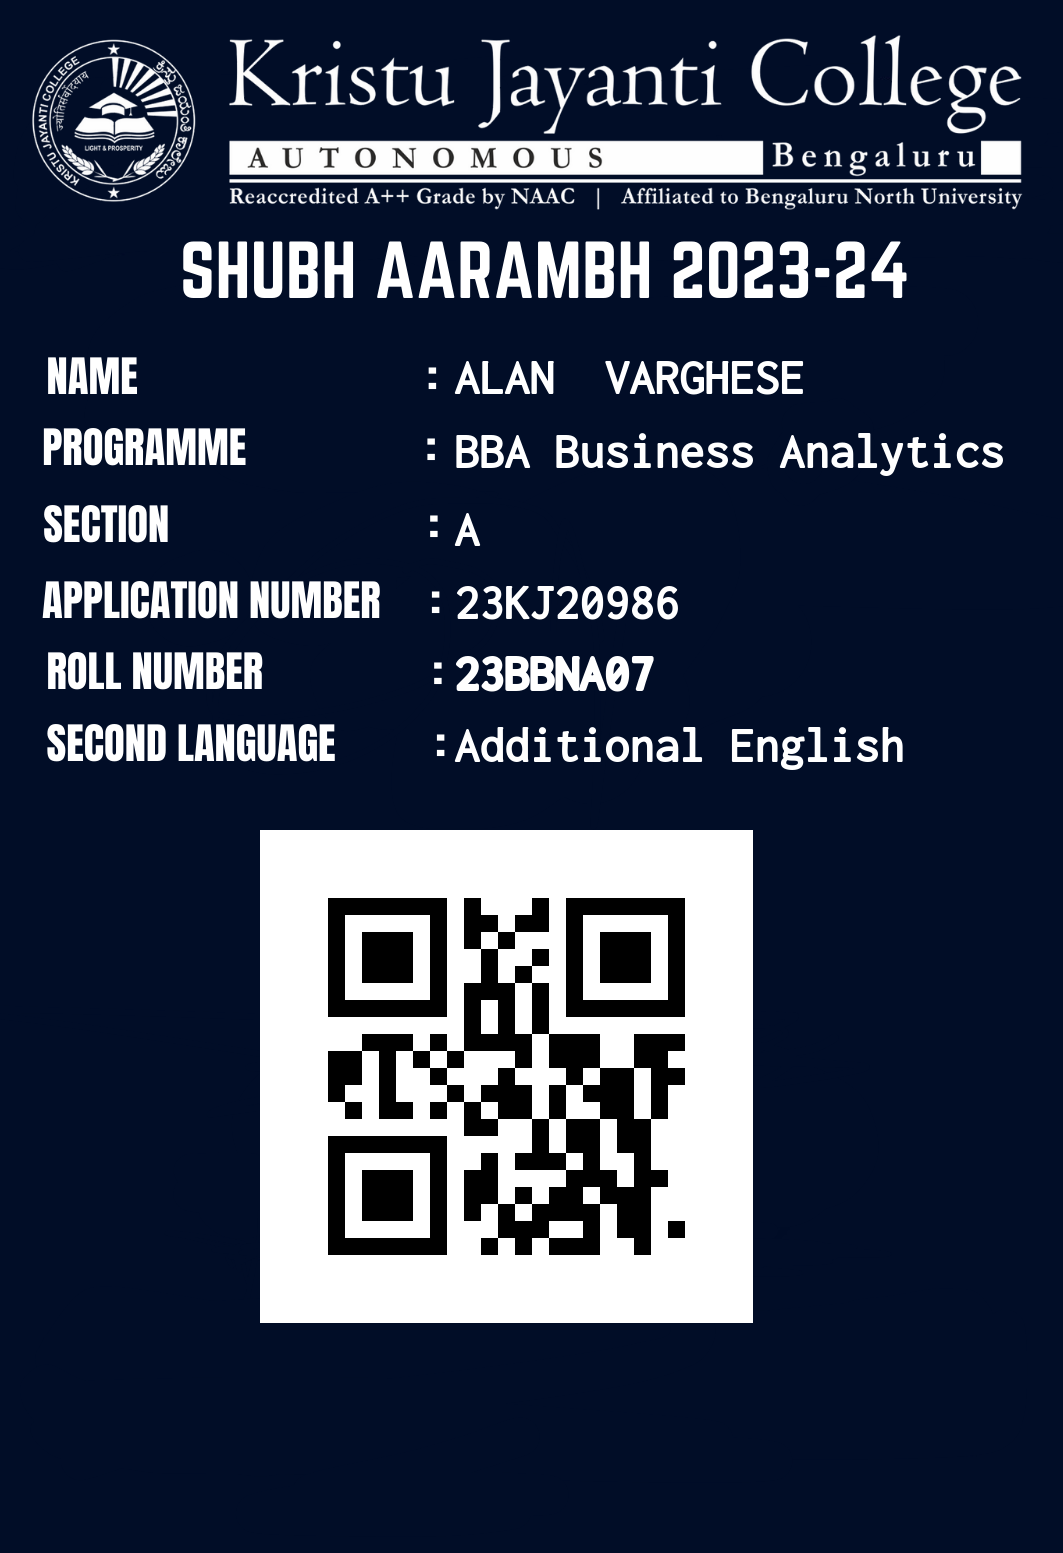 KRISTU JAYANTI COLLEGE
ಕ್ರಿಸ್ತು ಜಯಂತಿ ಕಾಲೇಜು
LIGHT & PROSPERITY
Kristu Jayanti College
AUTONOMOUS Bengaluru
Reaccredited A++ Grade by NAAC | Affiliated to Bengaluru North University
SHUBH AARAMBH 2023-24
NAME : ALAN VARGHESE
PROGRAMME : BBA Business Analytics
SECTION : A
APPLICATION NUMBER : 23KJ20986
ROLL NUMBER : 23BBNA07
SECOND LANGUAGE : Additional English